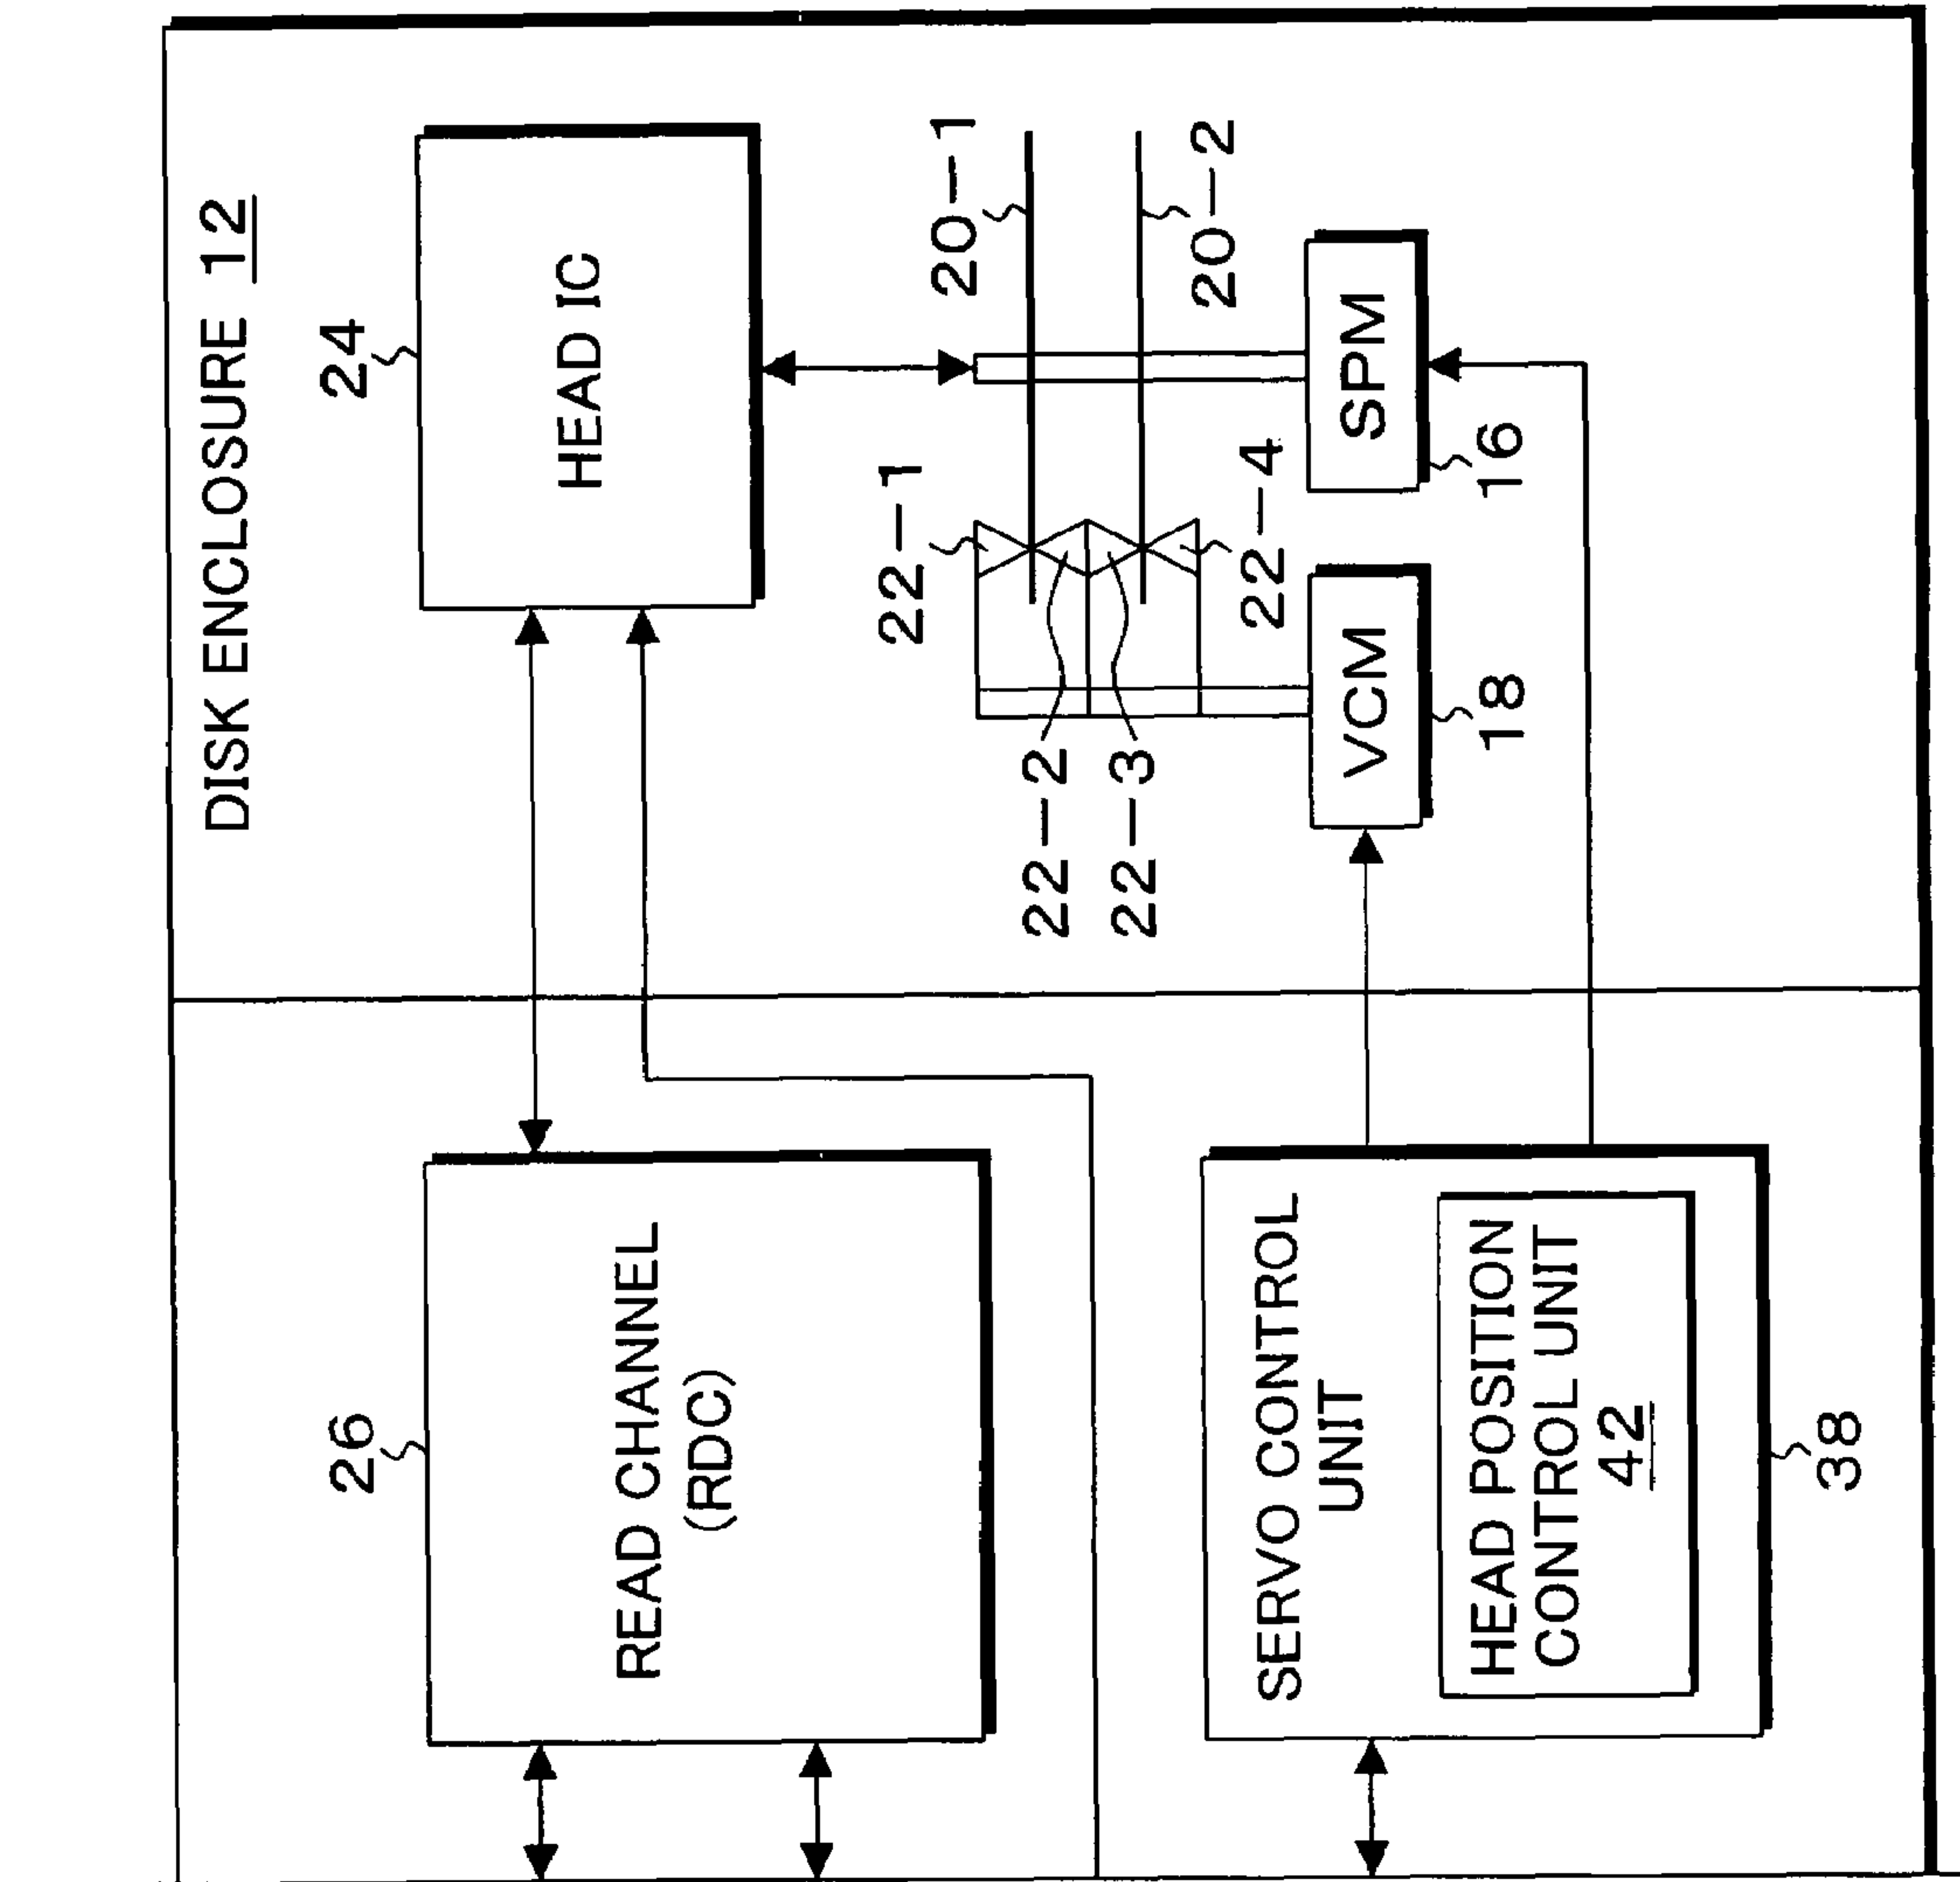 DISK ENCLOSURE 12
24
HEAD IC
26
READ CHANNEL
(RDC)
20-1
20-2
22-1
22-2
22-3
22-4
SPM
16
VCM
18
SERVO CONTROL
UNIT
HEAD POSITION
CONTROL UNIT
42
38